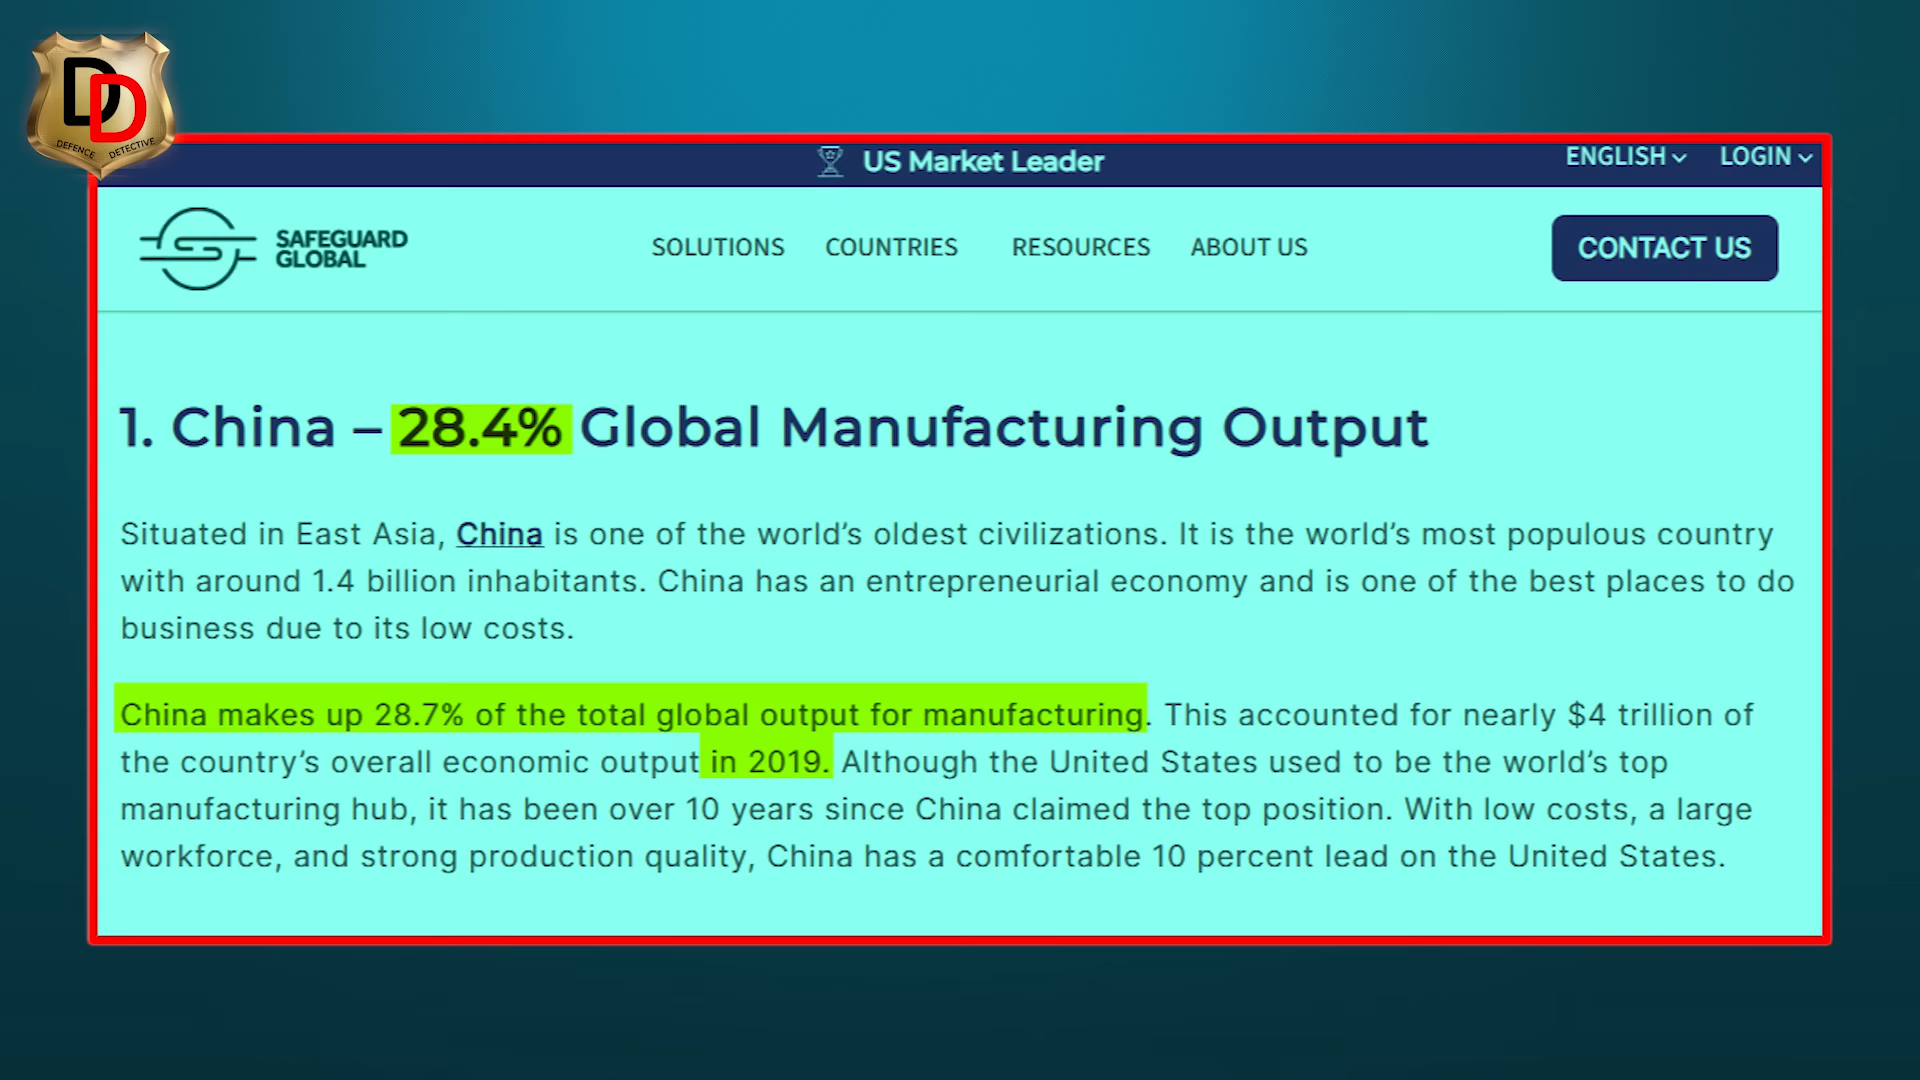 DD
DEFENCE DETECTIVE
US Market Leader
ENGLISH LOGIN
SAFEGUARD
GLOBAL
SOLUTIONS COUNTRIES RESOURCES ABOUT US
CONTACT US
1. China – 28.4% Global Manufacturing Output
Situated in East Asia, China is one of the world’s oldest civilizations. It is the world’s most populous country
with around 1.4 billion inhabitants. China has an entrepreneurial economy and is one of the best places to do
business due to its low costs.
China makes up 28.7% of the total global output for manufacturing. This accounted for nearly $4 trillion of
the country’s overall economic output in 2019. Although the United States used to be the world’s top
manufacturing hub, it has been over 10 years since China claimed the top position. With low costs, a large
workforce, and strong production quality, China has a comfortable 10 percent lead on the United States.